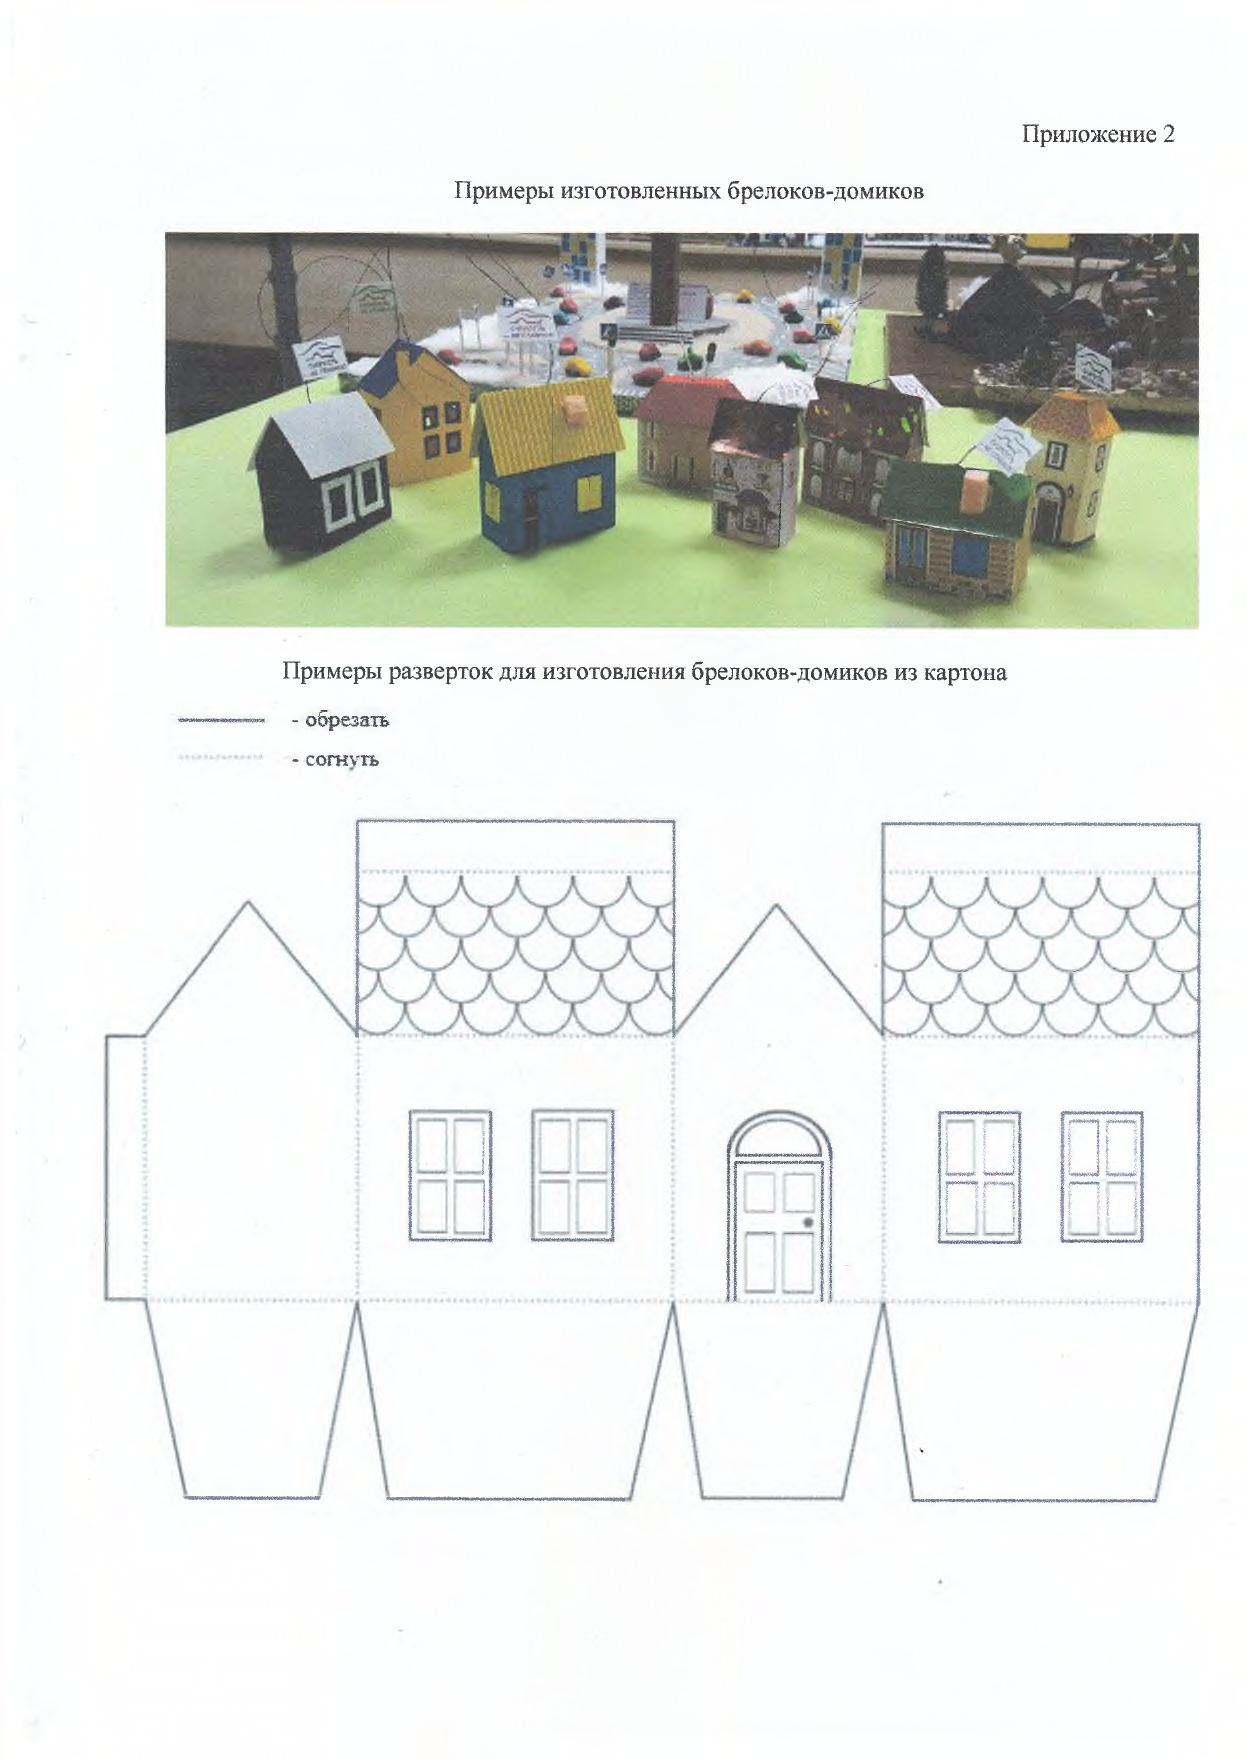 Приложение 2
Примеры изготовленных брелоков-домиков
Примеры разверток для изготовления брелоков-домиков из картона
- обрезать
- согнуть